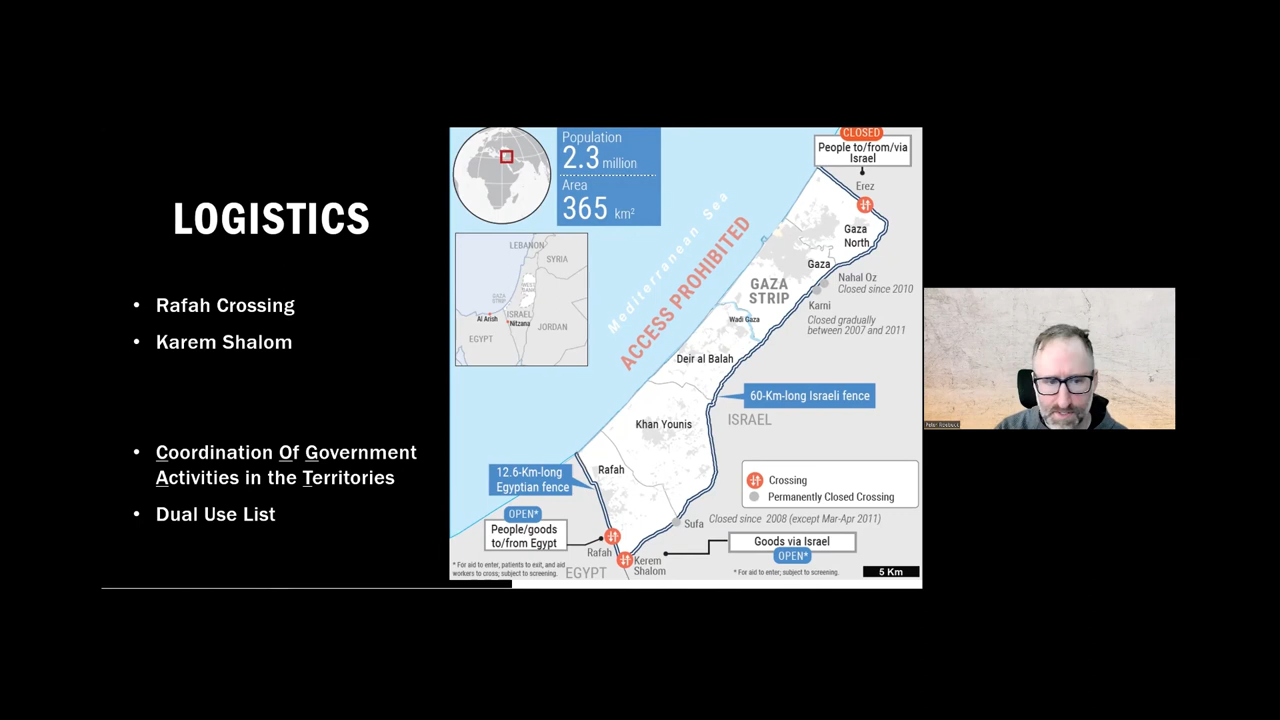 LOGISTICS
• Rafah Crossing
• Karem Shalom
• Coordination Of Government
Activities in the Territories
• Dual Use List
Population
2.3 million
Area
365 km²
LEBANON
SYRIA
GAZA
STRIP
WEST
BANK
Al Arish
ISRAEL
Nitzana
JORDAN
EGYPT
Mediterranean Sea
ACCESS PROHIBITED
CLOSED
People to/from/via
Israel
Erez
Gaza
North
Gaza
Nahal Oz
Closed since 2010
GAZA
STRIP
Karni
Closed gradually
between 2007 and 2011
Wadi Gaza
Deir al Balah
60-Km-long Israeli fence
ISRAEL
Khan Younis
Rafah
12.6-Km-long
Egyptian fence
Crossing
Permanently Closed Crossing
OPEN*
People/goods
to/from Egypt
Sufa
Closed since 2008 (except Mar-Apr 2011)
Goods via Israel
OPEN*
Rafah
Kerem
Shalom
* For aid to enter, patients to exit, and aid
workers to cross; subject to screening.
EGYPT
* For aid to enter; subject to screening.
5 Km
Peter Roebuck